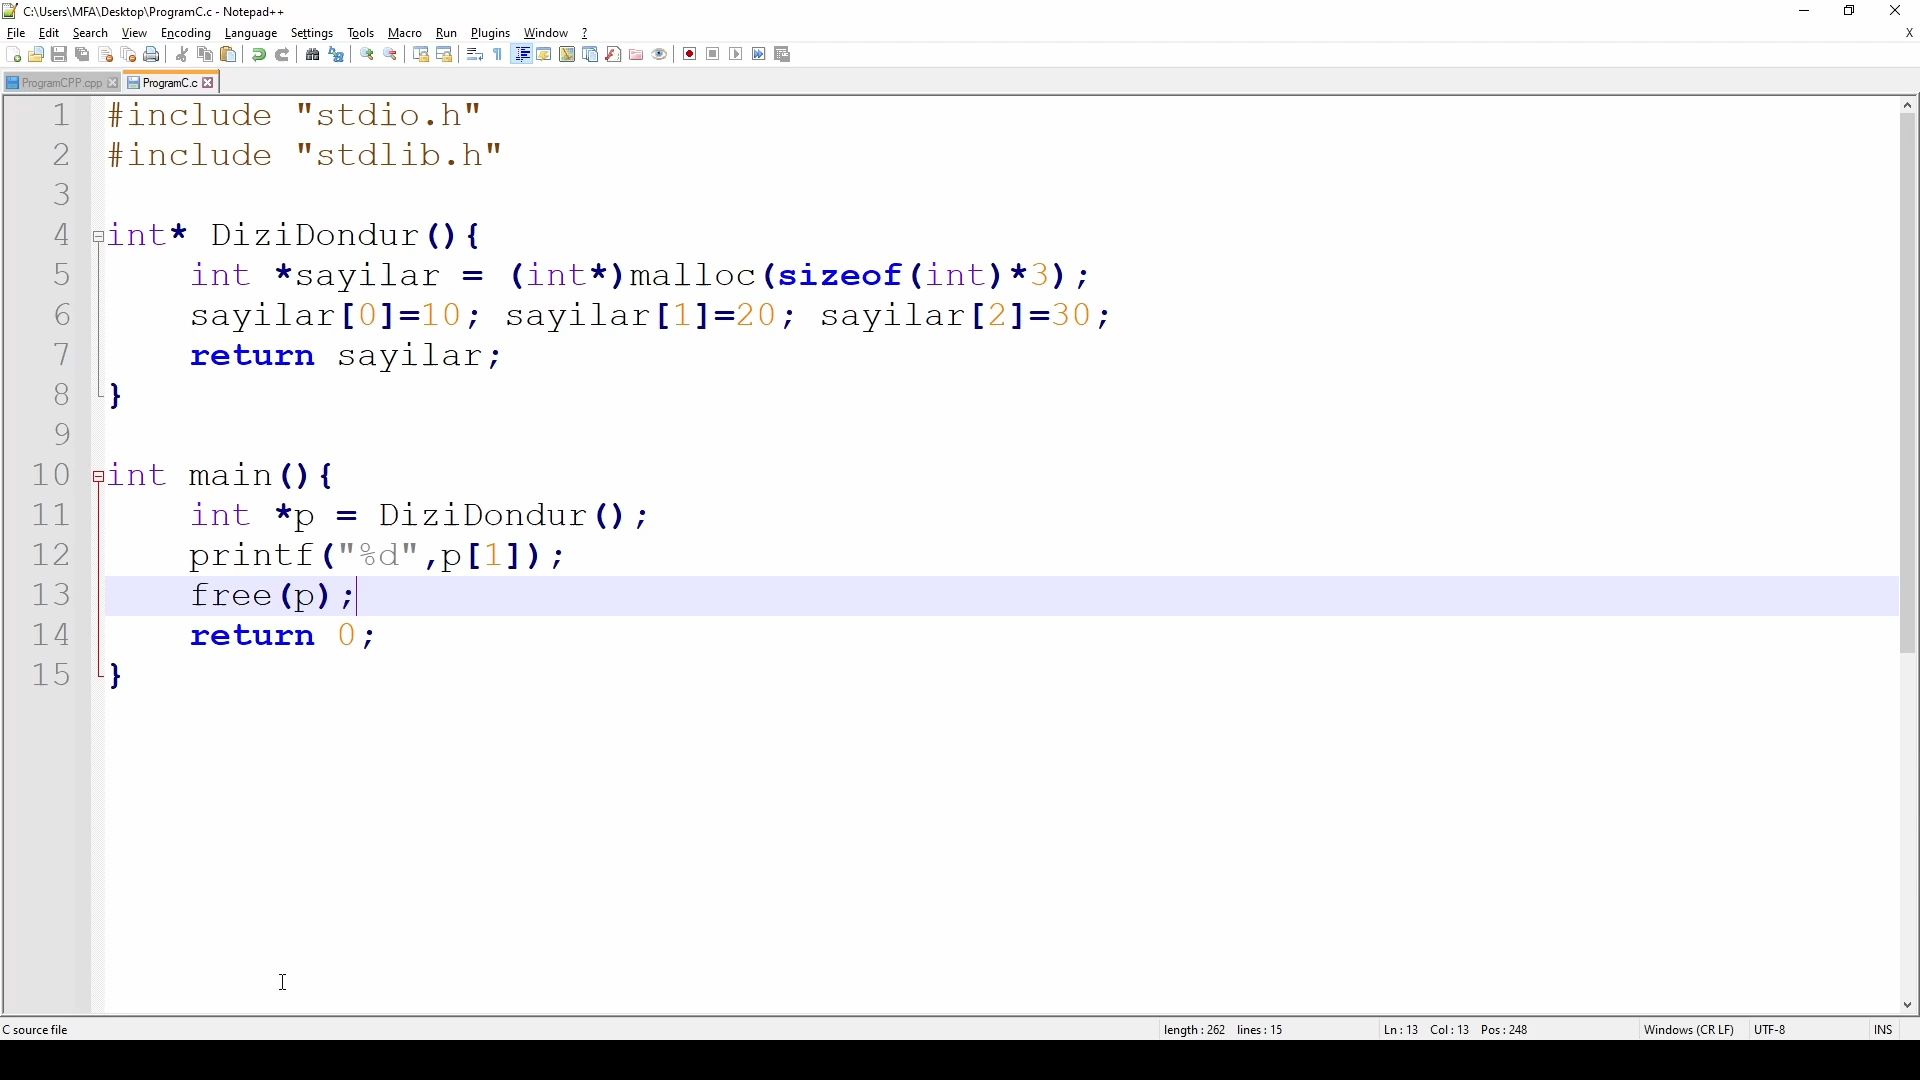 C:\Users\MFA\Desktop\ProgramC.c - Notepad++
File Edit Search View Encoding Language Settings Tools Macro Run Plugins Window ? X
ProgramCPP.cpp ProgramC.c
1 #include "stdio.h"
2 #include "stdlib.h"
3
4 int* DiziDondur(){
5 int *sayilar = (int*)malloc(sizeof(int)*3);
6 sayilar[0]=10; sayilar[1]=20; sayilar[2]=30;
7 return sayilar;
8 }
9
10 int main(){
11 int *p = DiziDondur();
12 printf("%d",p[1]);
13 free(p);
14 return 0;
15 }
C source file length : 262 lines : 15 Ln : 13 Col : 13 Pos : 248 Windows (CR LF) UTF-8 INS